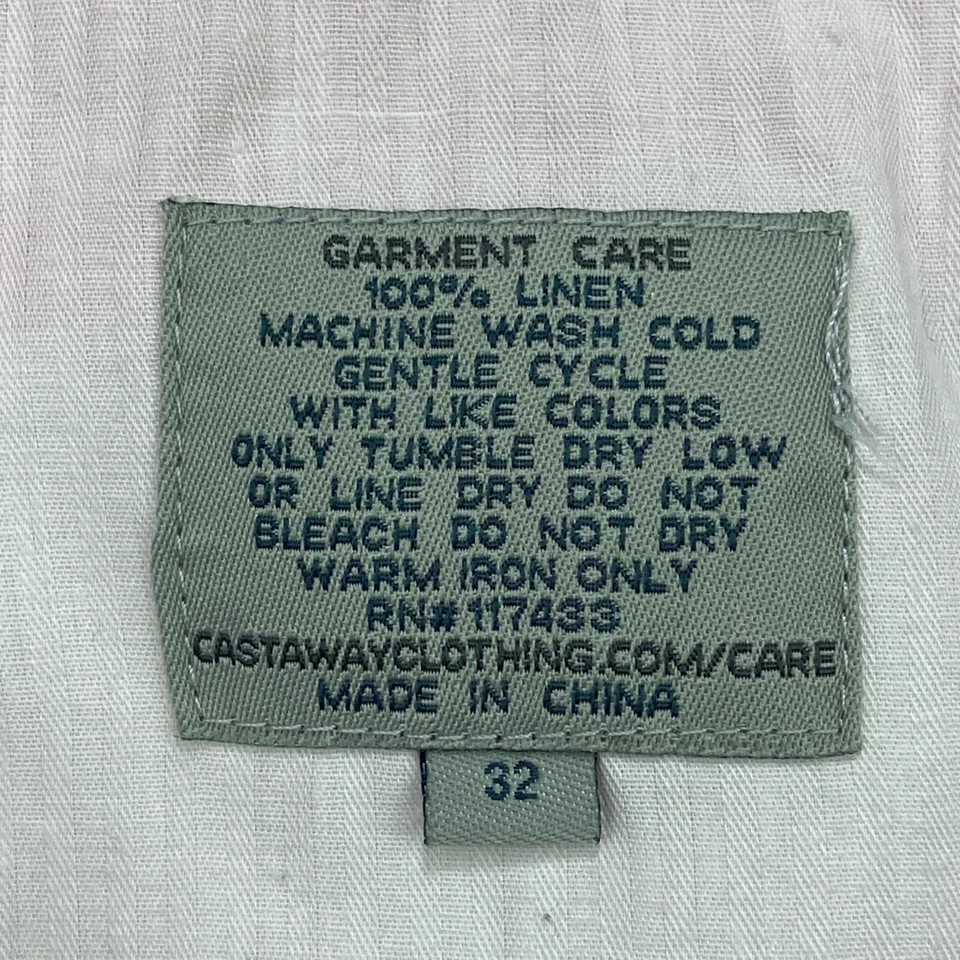 GARMENT CARE
100% LINEN
MACHINE WASH COLD
GENTLE CYCLE
WITH LIKE COLORS
ONLY TUMBLE DRY LOW
OR LINE DRY DO NOT
BLEACH DO NOT DRY
WARM IRON ONLY
RN# 117433
CASTAWAYCLOTHING.COM/CARE
MADE IN CHINA
32